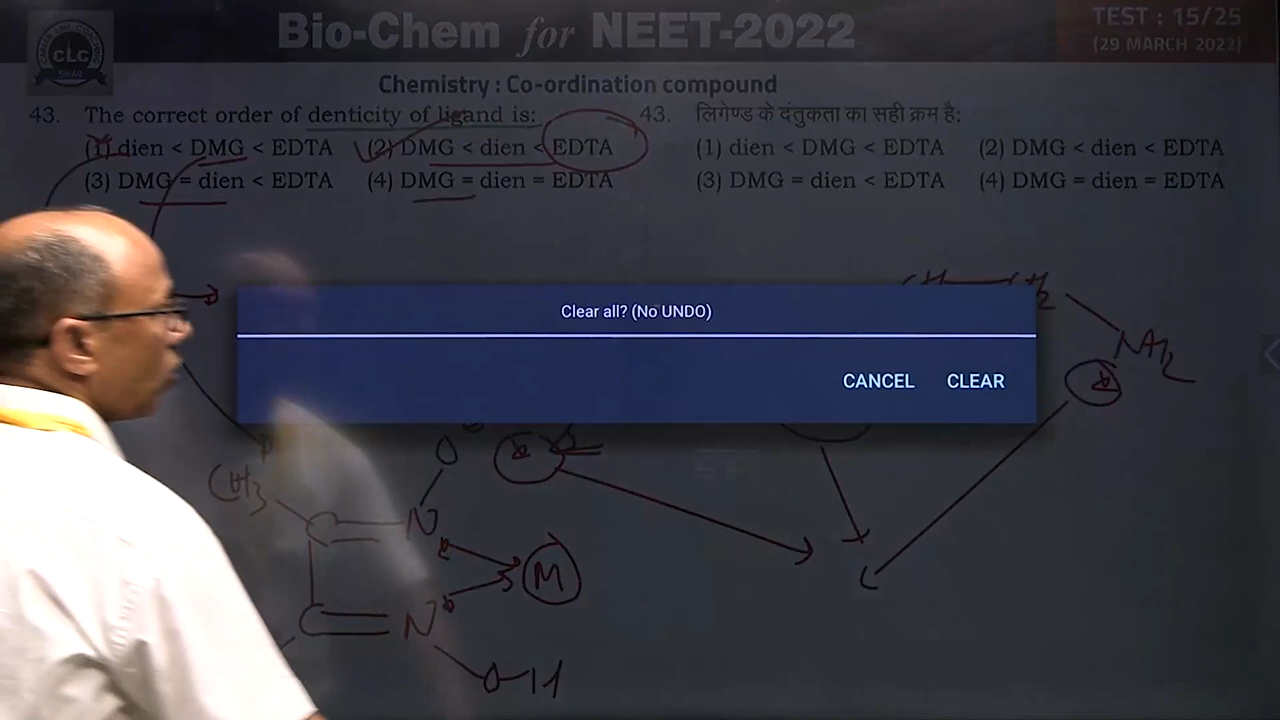 Bio-Chem for NEET-2022
TEST : 15/25
(29 MARCH 2022)
CLC
SIKAR
Chemistry : Co-ordination compound
43. The correct order of denticity of ligand is:
(1) dien < DMG < EDTA (2) DMG < dien < EDTA
(3) DMG = dien < EDTA (4) DMG = dien = EDTA
43. लिगेण्ड के दंतुकता का सही क्रम है:
(1) dien < DMG < EDTA (2) DMG < dien < EDTA
(3) DMG = dien < EDTA (4) DMG = dien = EDTA
Clear all? (No UNDO)
CANCEL CLEAR
NH2
O
CH3
C N
M
C N
O-H